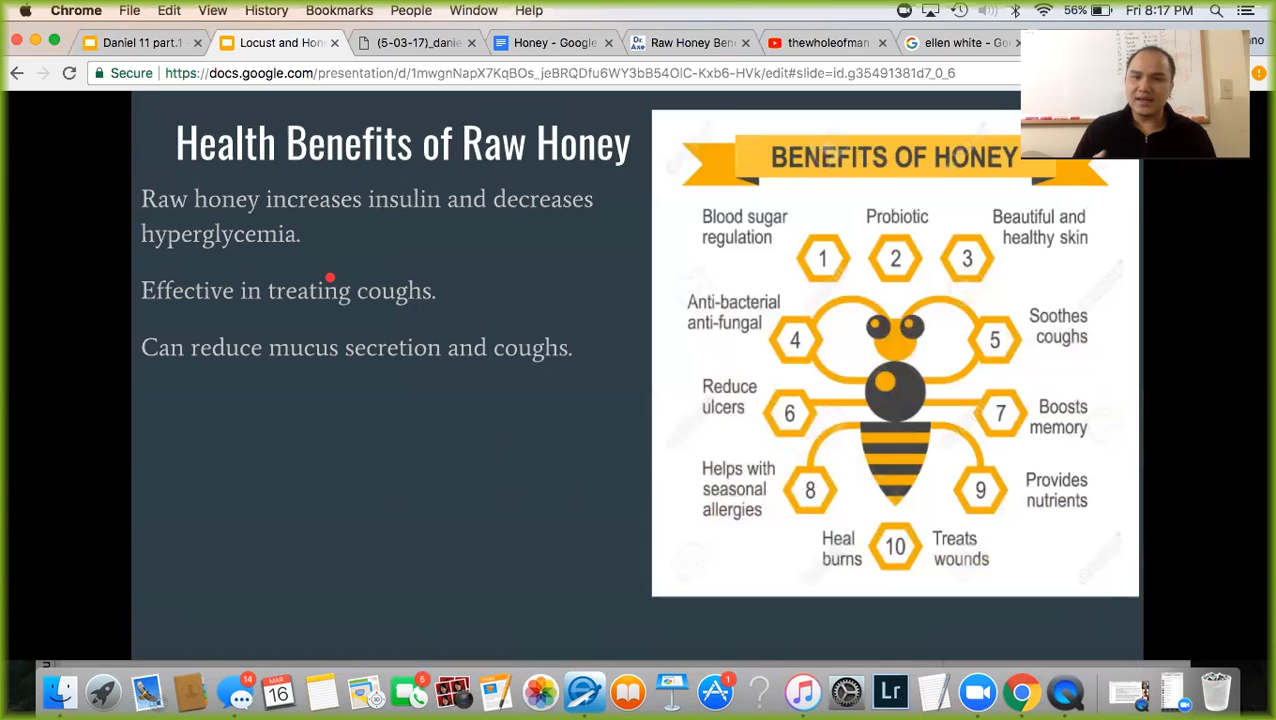 Chrome File Edit View History Bookmarks People Window Help 56% Fri 8:17 PM
Daniel 11 part.1 Locust and Hon (5-03-17)_dan Honey - Google Dr. Axe Raw Honey Ben thewholeofman ellen white - G
Secure https://docs.google.com/presentation/d/1mwgnlapX7KqBOs_jeBRQDfu6WY3bB54OlC-Kxb6-HVk/edit#slide=id.g35491381d7_0_6
Health Benefits of Raw Honey
Raw honey increases insulin and decreases
hyperglycemia.
Effective in treating coughs.
Can reduce mucus secretion and coughs.
BENEFITS OF HONEY
Blood sugar
regulation
1
Probiotic
2
Beautiful and
healthy skin
3
Anti-bacterial
anti-fungal
4
Soothes
coughs
5
Reduce
ulcers
6
Boosts
memory
7
Helps with
seasonal
allergies
8
Provides
nutrients
9
Heal
burns
10
Treats
wounds
14 MAR 16 5 1 Lr